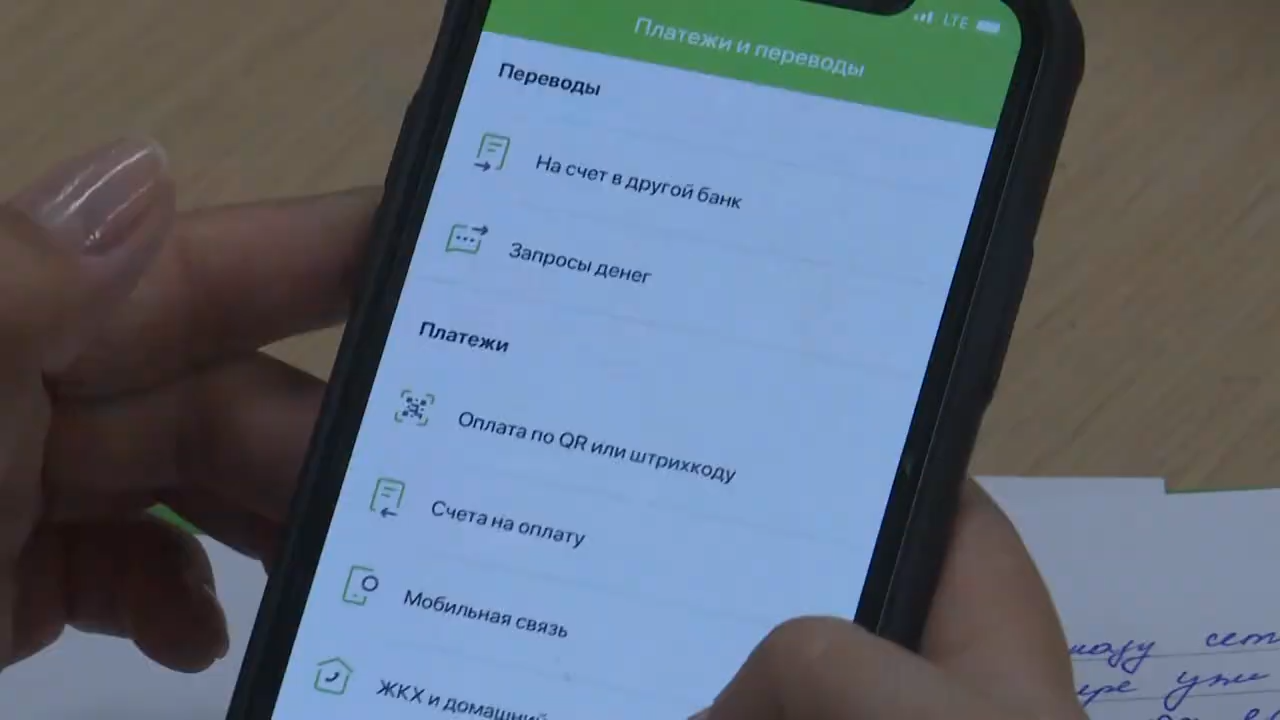 LTE
Платежи и переводы
Переводы
На счет в другой банк
Запросы денег
Платежи
Оплата по QR или штрихкоду
Счета на оплату
Мобильная связь
ЖКХ и домашний
уже